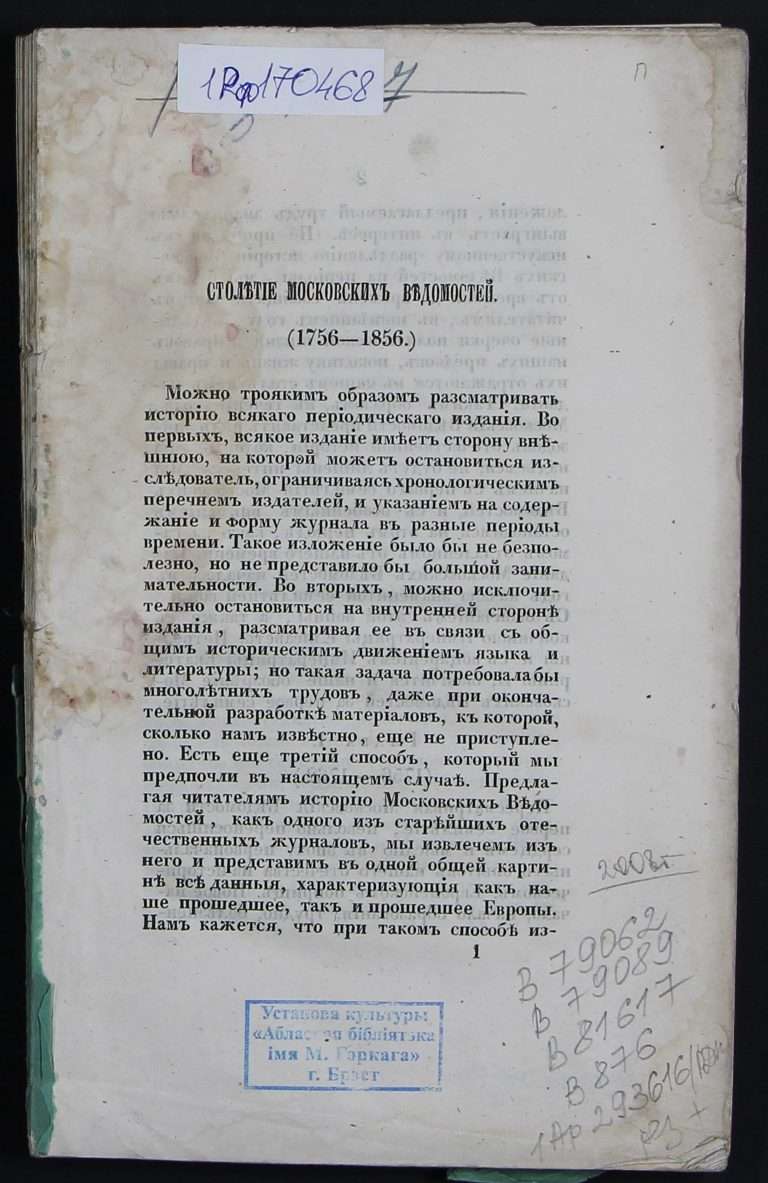 1Рр170468 7
П
СТОЛѢТІЕ МОСКОВСКИХЪ ВѢДОМОСТЕЙ.
(1756—1856.)
Можно троякимъ образомъ разсматривать
исторію всякаго періодическаго изданія. Во
первыхъ, всякое изданіе имѣетъ сторону внѣ-
шнюю, на которой можетъ остановиться из-
слѣдователь, ограничиваясь хронологическимъ
перечнемъ издателей, и указаніемъ на содер-
жаніе и форму журнала въ разные періоды
времени. Такое изложеніе было бы не безпо-
лезно, но не представило бы большой зани-
мательности. Во вторыхъ, можно исключи-
тельно остановиться на внутренней сторонѣ
изданія, разсматривая ее въ связи съ об-
щимъ историческимъ движеніемъ языка и
литературы; но такая задача потребовала бы
многолѣтнихъ трудовъ, даже при оконча-
тельной разработкѣ матеріаловъ, къ которой,
сколько намъ извѣстно, еще не приступле-
но. Есть еще третій способъ, который мы
предпочли въ настоящемъ случаѣ. Предла-
гая читателямъ исторію Московскихъ Вѣдо-
мостей, какъ одного изъ старѣйшихъ оте-
чественныхъ журналовъ, мы извлечемъ изъ
него и представимъ въ одной общей карти-
нѣ всѣ данныя, характеризующія какъ на-
ше прошедшее, такъ и прошедшее Европы.
Намъ кажется, что при такомъ способѣ из-
1
2008г
В 79062
В 79089
В 81617
В 876
1Ар 293616/
Установа культуры
«Абласная бібліятэка
імя М. Горкага»
г. Брэст